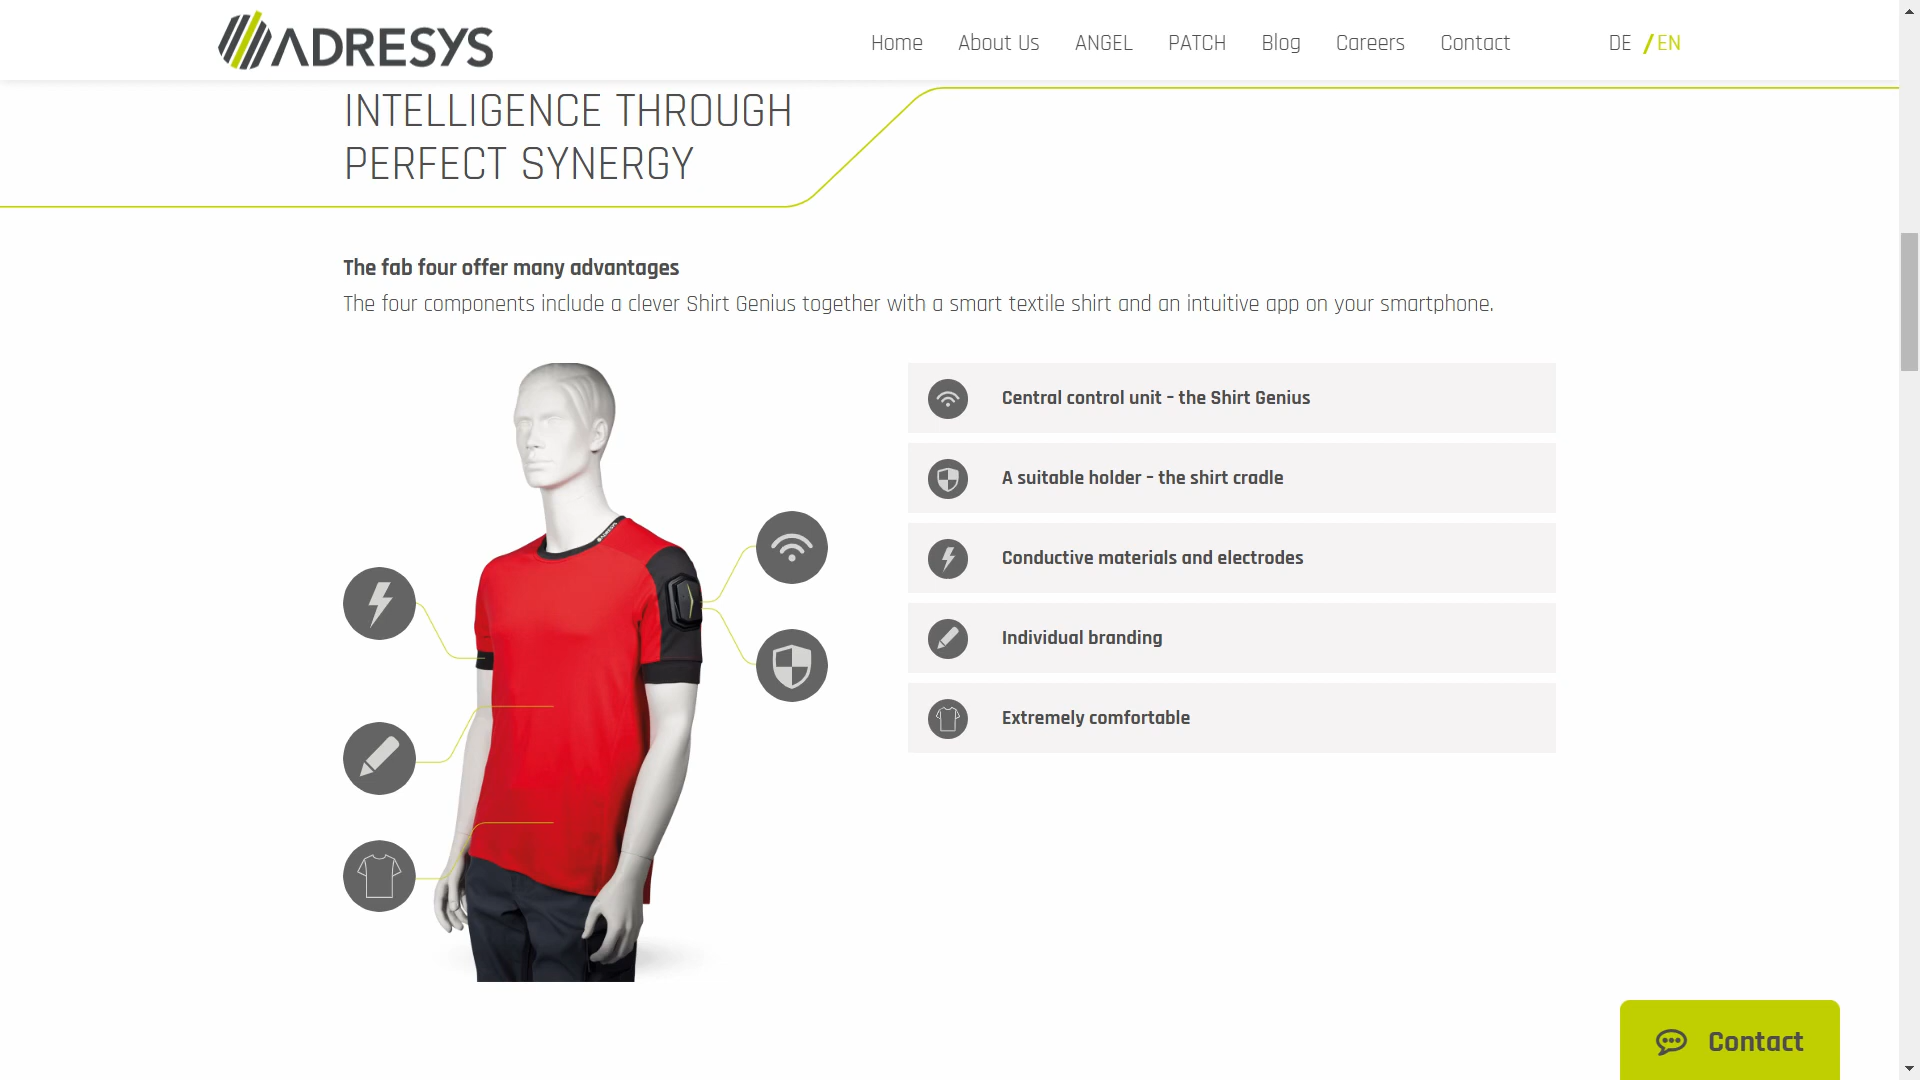 ADRESYS
Home About Us ANGEL PATCH Blog Careers Contact DE / EN
INTELLIGENCE THROUGH
PERFECT SYNERGY
The fab four offer many advantages
The four components include a clever Shirt Genius together with a smart textile shirt and an intuitive app on your smartphone.
Central control unit – the Shirt Genius
A suitable holder – the shirt cradle
Conductive materials and electrodes
Individual branding
Extremely comfortable
Contact